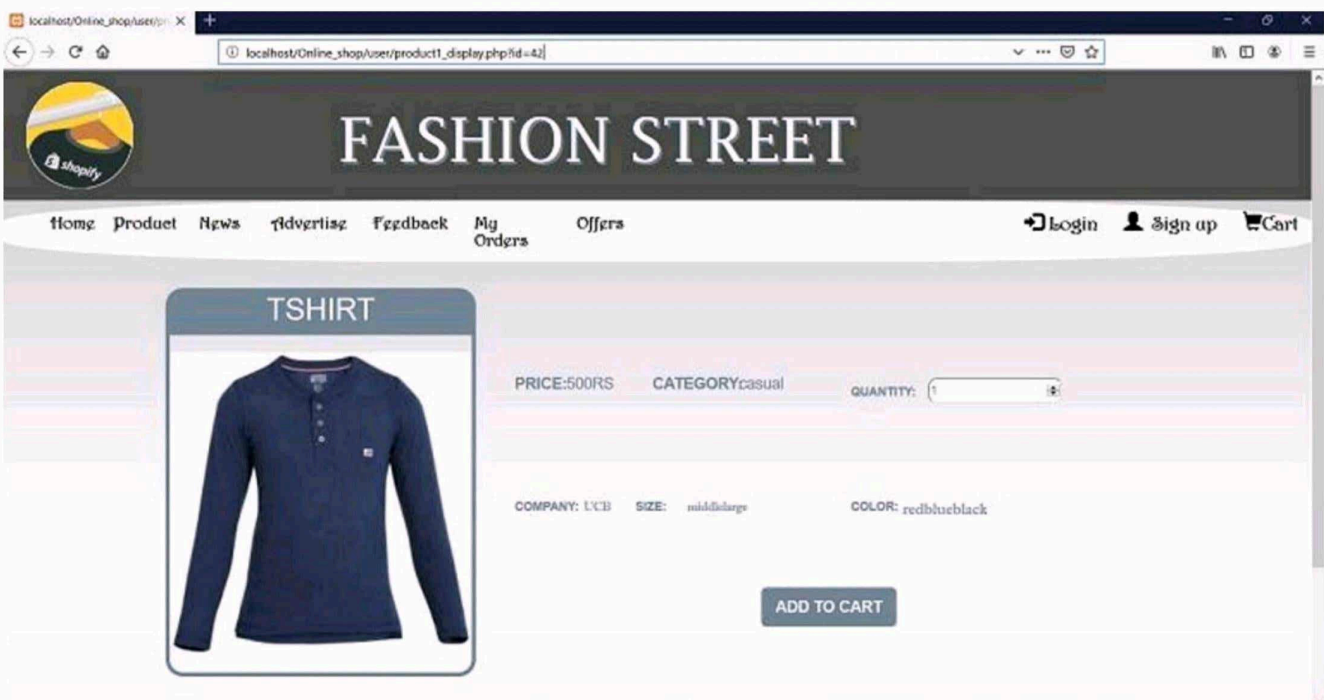 localhost/Online_shop/user/pr
localhost/Online_shop/user/product1_display.php?id=42
shopify
FASHION STREET
Home Product News Advertise Feedback My Orders Offers Login Sign up Cart
TSHIRT
PRICE:500RS CATEGORYcasual QUANTITY: 1
COMPANY: UCB SIZE: middlelarge COLOR: redblueblack
ADD TO CART